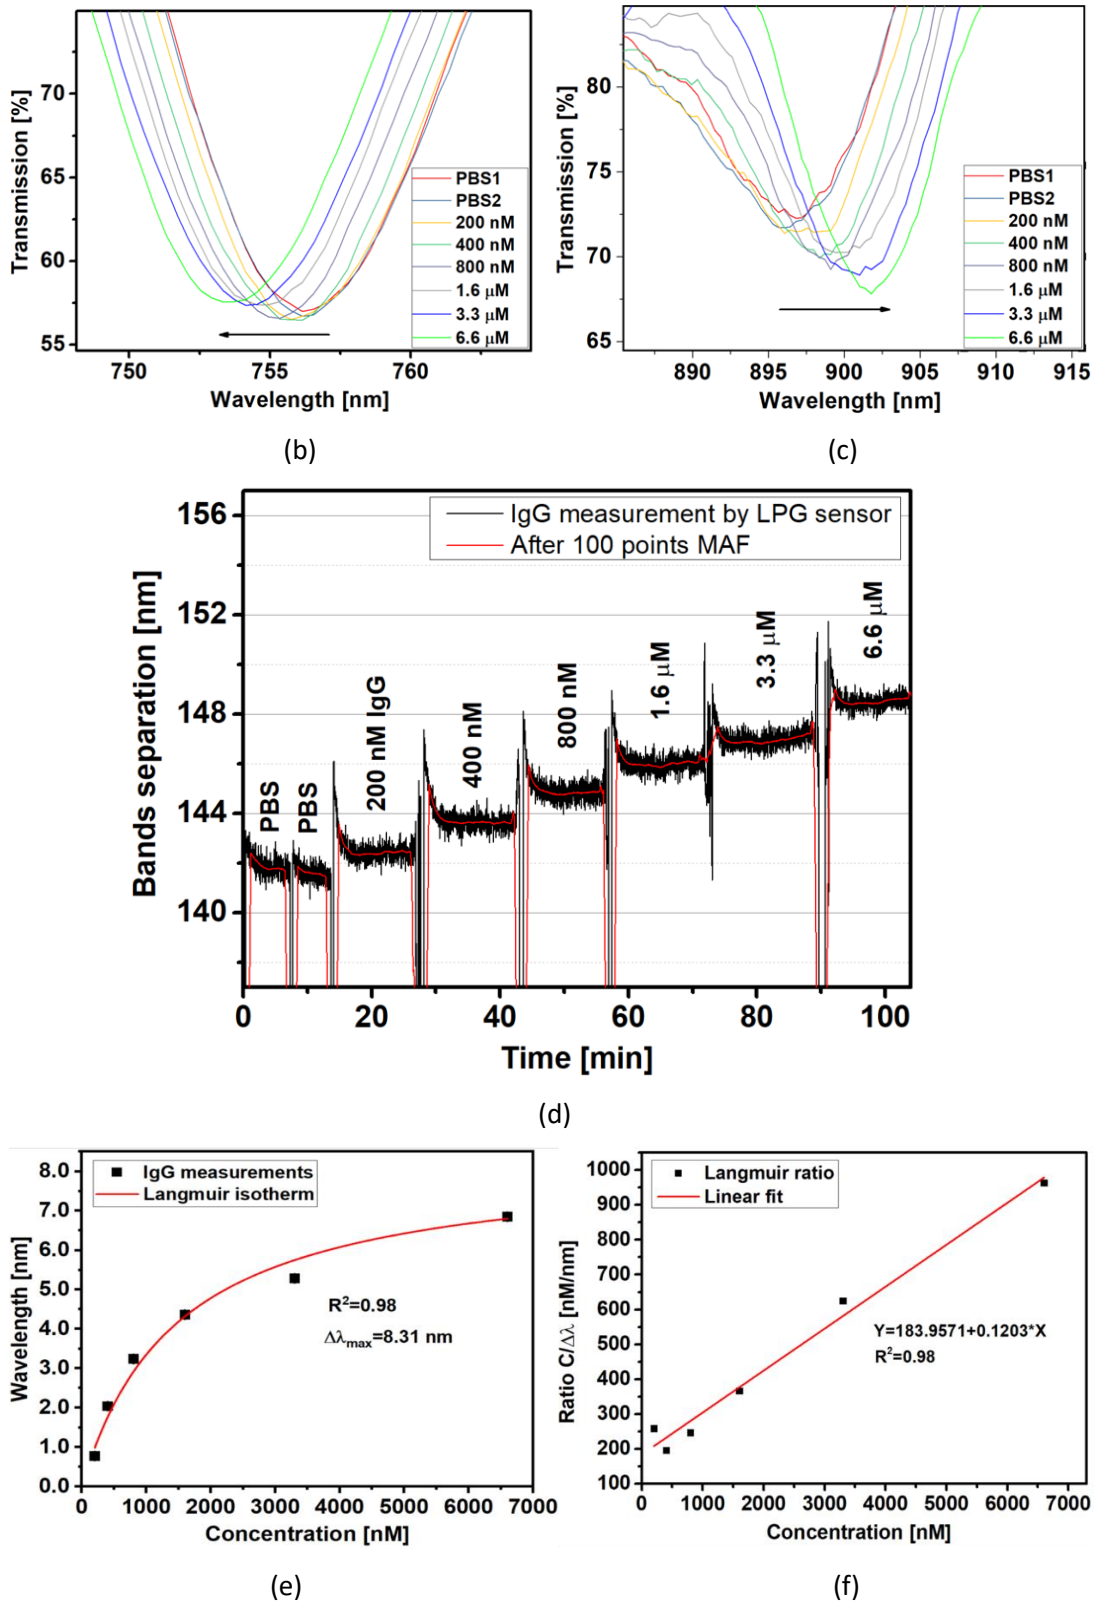 Transmission [%]
70
65
60
55
750
755
760
Wavelength [nm]
PBS1
PBS2
200 nM
400 nM
800 nM
1.6 μM
3.3 μM
6.6 μM
(b)
Transmission [%]
80
75
70
65
890
895
900
905
910
915
Wavelength [nm]
PBS1
PBS2
200 nM
400 nM
800 nM
1.6 μM
3.3 μM
6.6 μM
(c)
Bands separation [nm]
156
152
148
144
140
IgG measurement by LPG sensor
After 100 points MAF
PBS
PBS
200 nM IgG
400 nM
800 nM
1.6 μM
3.3 μM
6.6 μM
0
20
40
60
80
100
Time [min]
(d)
Wavelength [nm]
8.0
7.0
6.0
5.0
4.0
3.0
2.0
1.0
0.0
IgG measurements
Langmuir isotherm
R²=0.98
Δλmax=8.31 nm
0
1000
2000
3000
4000
5000
6000
7000
Concentration [nM]
(e)
Ratio C/Δλ [nM/nm]
1000
900
800
700
600
500
400
300
200
100
Langmuir ratio
Linear fit
Y=183.9571+0.1203*X
R²=0.98
0
1000
2000
3000
4000
5000
6000
7000
Concentration [nM]
(f)